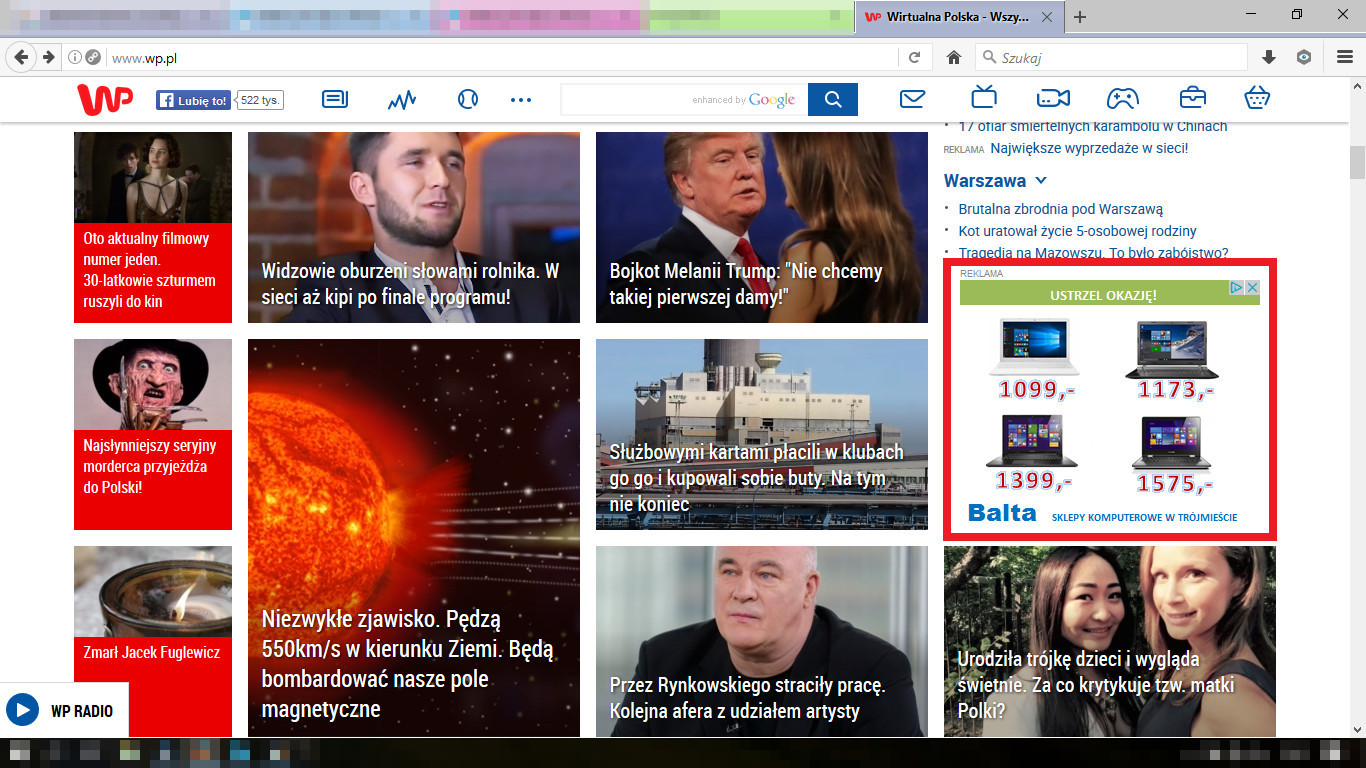 Wirtualna Polska - Wszy...
www.wp.pl
Szukaj
WP
Lubię to!
522 tys.
enhanced by Google
Oto aktualny filmowy
numer jeden.
30-latkowie szturmem
ruszyli do kin
Widzowie oburzeni słowami rolnika. W
sieci aż kipi po finale programu!
Bojkot Melanii Trump: "Nie chcemy
takiej pierwszej damy!"
17 ofiar śmiertelnych karambolu w Chinach
REKLAMA Największe wyprzedaże w sieci!
Warszawa
Brutalna zbrodnia pod Warszawą
Kot uratował życie 5-osobowej rodziny
Tragedia na Mazowszu. To było zabójstwo?
REKLAMA
USTRZEL OKAZJĘ!
1099,- 1173,-
1399,- 1575,-
Balta SKLEPY KOMPUTEROWE W TRÓJMIEŚCIE
Najsłynniejszy seryjny
morderca przyjeżdża
do Polski!
Niezwykłe zjawisko. Pędzą
550km/s w kierunku Ziemi. Będą
bombardować nasze pole
magnetyczne
Służbowymi kartami płacili w klubach
go go i kupowali sobie buty. Na tym
nie koniec
Zmarł Jacek Fuglewicz
Przez Rynkowskiego straciły pracę.
Kolejna afera z udziałem artysty
Urodziła trójkę dzieci i wygląda
świetnie. Za co krytykuje tzw. matki
Polki?
WP RADIO